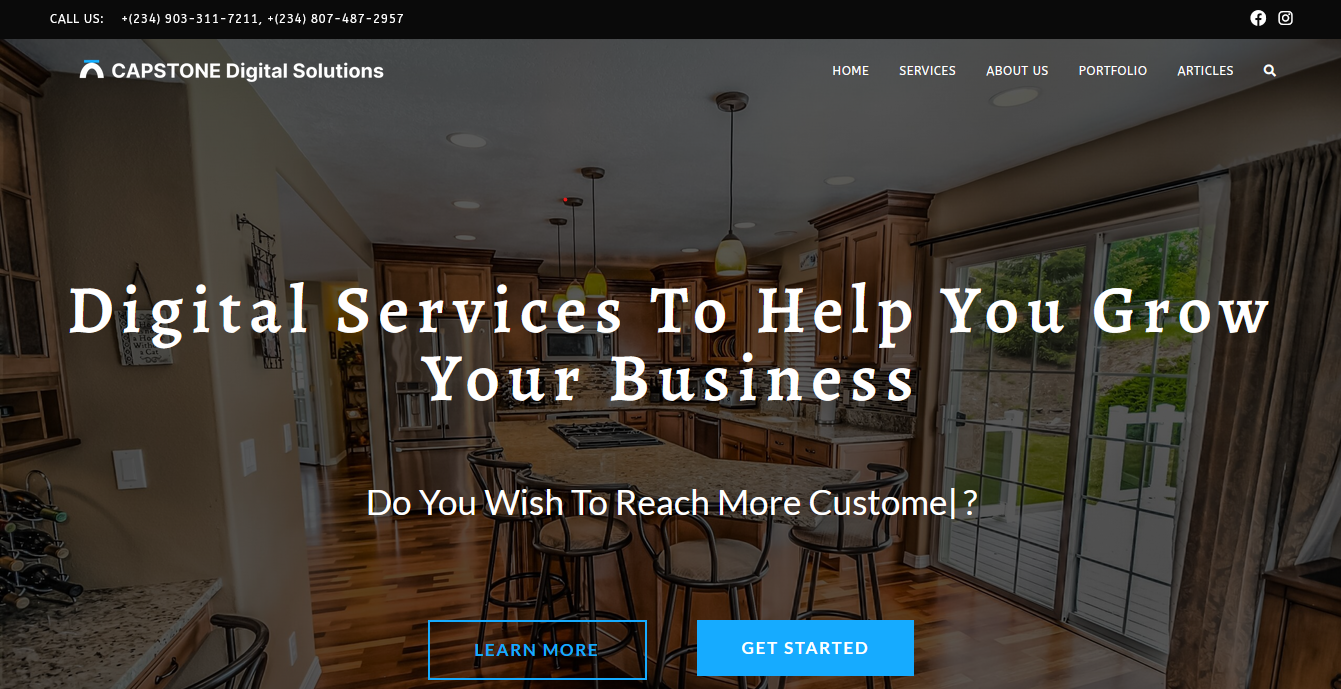 CALL US: +(234) 903-311-7211, +(234) 807-487-2957
CAPSTONE Digital Solutions
HOME SERVICES ABOUT US PORTFOLIO ARTICLES
Digital Services To Help You Grow
Your Business
Do You Wish To Reach More Custome| ?
LEARN MORE GET STARTED